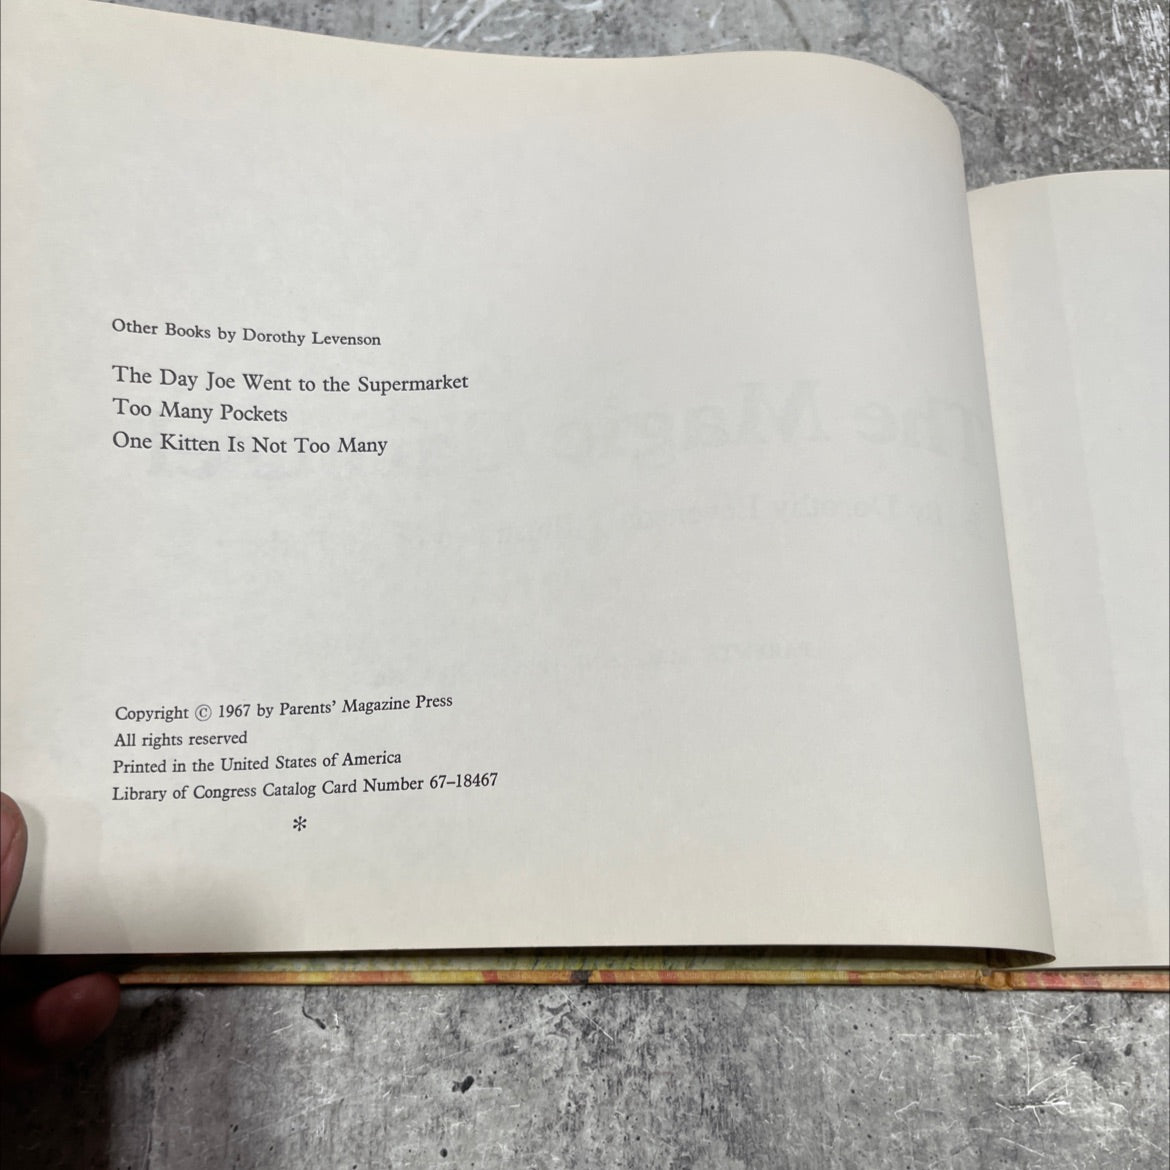 Other Books by Dorothy Levenson
The Day Joe Went to the Supermarket
Too Many Pockets
One Kitten Is Not Too Many
Copyright © 1967 by Parents' Magazine Press
All rights reserved
Printed in the United States of America
Library of Congress Catalog Card Number 67–18467
*